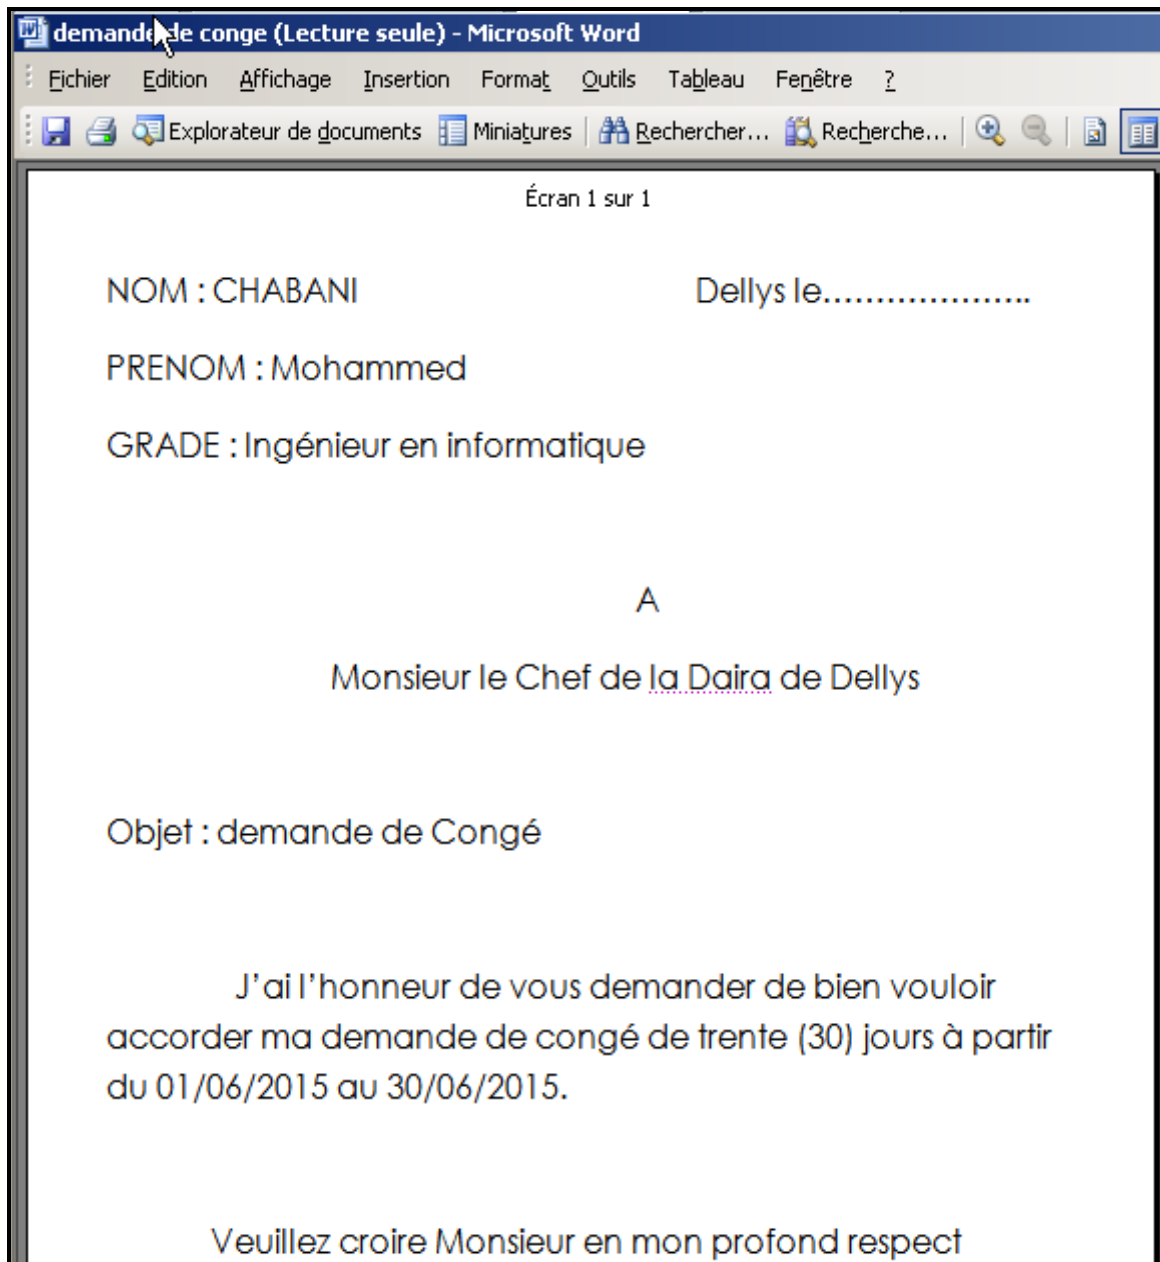 demande de conge (Lecture seule) - Microsoft Word
Fichier Edition Affichage Insertion Format Outils Tableau Fenêtre ?
Explorateur de documents Miniatures Rechercher... Recherche...
Écran 1 sur 1
NOM : CHABANI Dellys le.....................
PRENOM : Mohammed
GRADE : Ingénieur en informatique
A
Monsieur le Chef de la Daira de Dellys
Objet : demande de Congé
J’ai l’honneur de vous demander de bien vouloir
accorder ma demande de congé de trente (30) jours à partir
du 01/06/2015 au 30/06/2015.
Veuillez croire Monsieur en mon profond respect